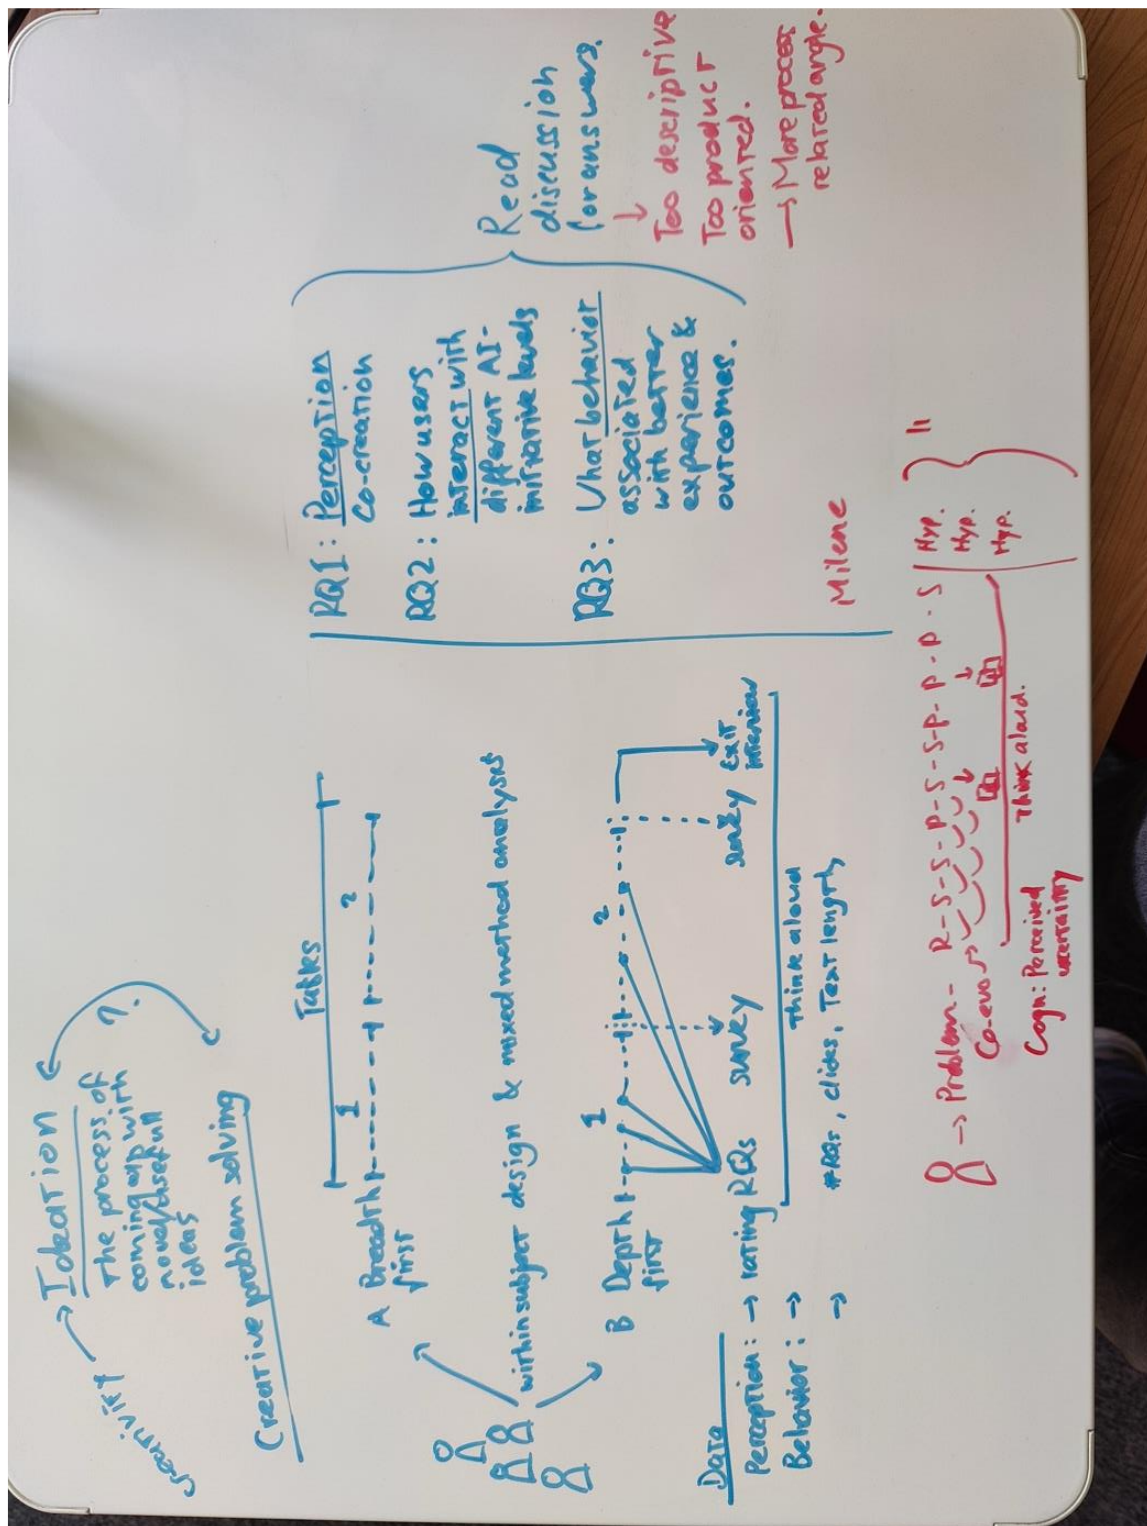 Creativity → Ideation
The process of
coming up with
novel/usefull
ideas
?
Creative problem solving
Tasks
1
2
A Breadth
first
within subject design & mixed method analysis
B Depth
first
1
2
Data
Perception: → rating RQs survey survey exit
interview
Behavior: → Think aloud
→ #RQs, clicks, Text length
RQ1: Perception
Co-creation
RQ2: How users
interact with
different AI-
initiative levels
RQ3: What behavior
associated
with better
experience &
outcomes.
Read
discussion
for answers.
↓
Too descriptive
Too product
oriented.
→ More process
related angle.
Milene
→ Problem - R-S-S-P-S-S-P-P-P-S
Hyp.
Hyp.
Hyp.
Co-evo
Think aloud.
Cogn: Perceived
uncertainty